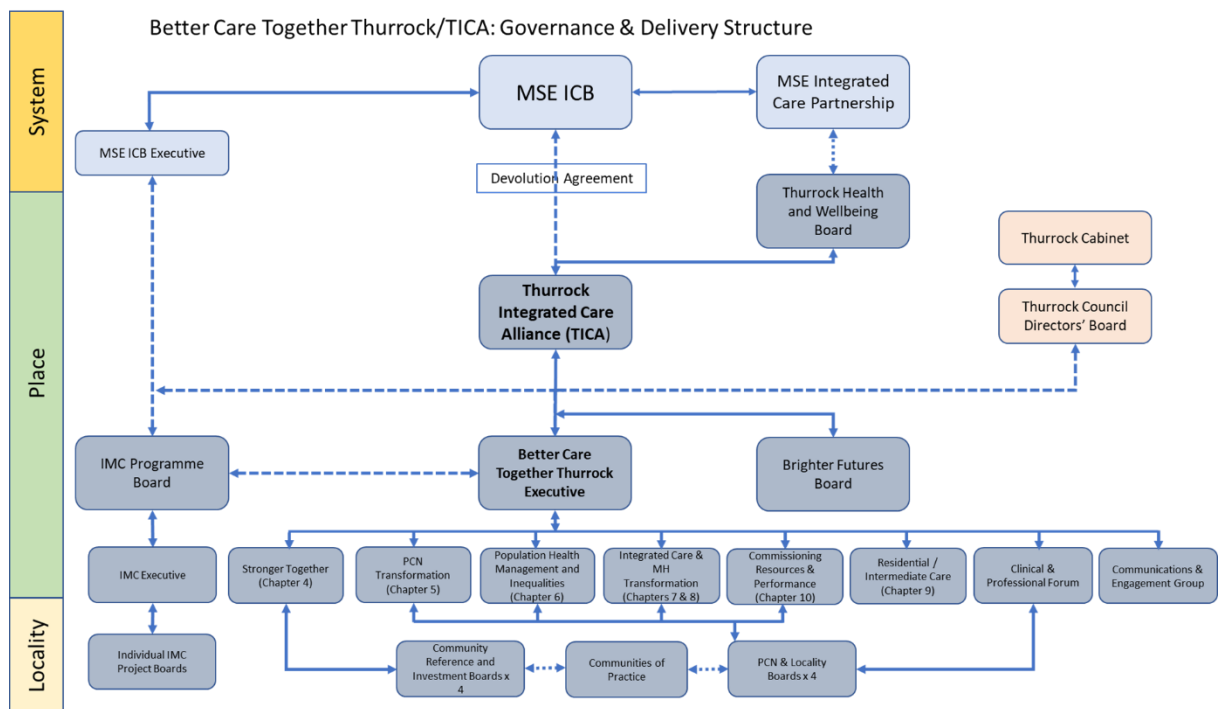 Better Care Together Thurrock/TICA: Governance & Delivery Structure
System
MSE ICB
MSE Integrated
Care Partnership
MSE ICB Executive
Devolution Agreement
Thurrock Health
and Wellbeing
Board
Thurrock Cabinet
Place
Thurrock
Integrated Care
Alliance (TICA)
Thurrock Council
Directors' Board
IMC Programme
Board
Better Care
Together Thurrock
Executive
Brighter Futures
Board
IMC Executive
Stronger Together
(Chapter 4)
PCN
Transformation
(Chapter 5)
Population Health
Management and
Inequalities
(Chapter 6)
Integrated Care &
MH
Transformation
(Chapters 7 & 8)
Commissioning
Resources &
Performance
(Chapter 10)
Residential /
Intermediate Care
(Chapter 9)
Clinical &
Professional Forum
Communications &
Engagement Group
Locality
Individual IMC
Project Boards
Community
Reference and
Investment Boards x
4
Communities of
Practice
PCN & Locality
Boards x 4